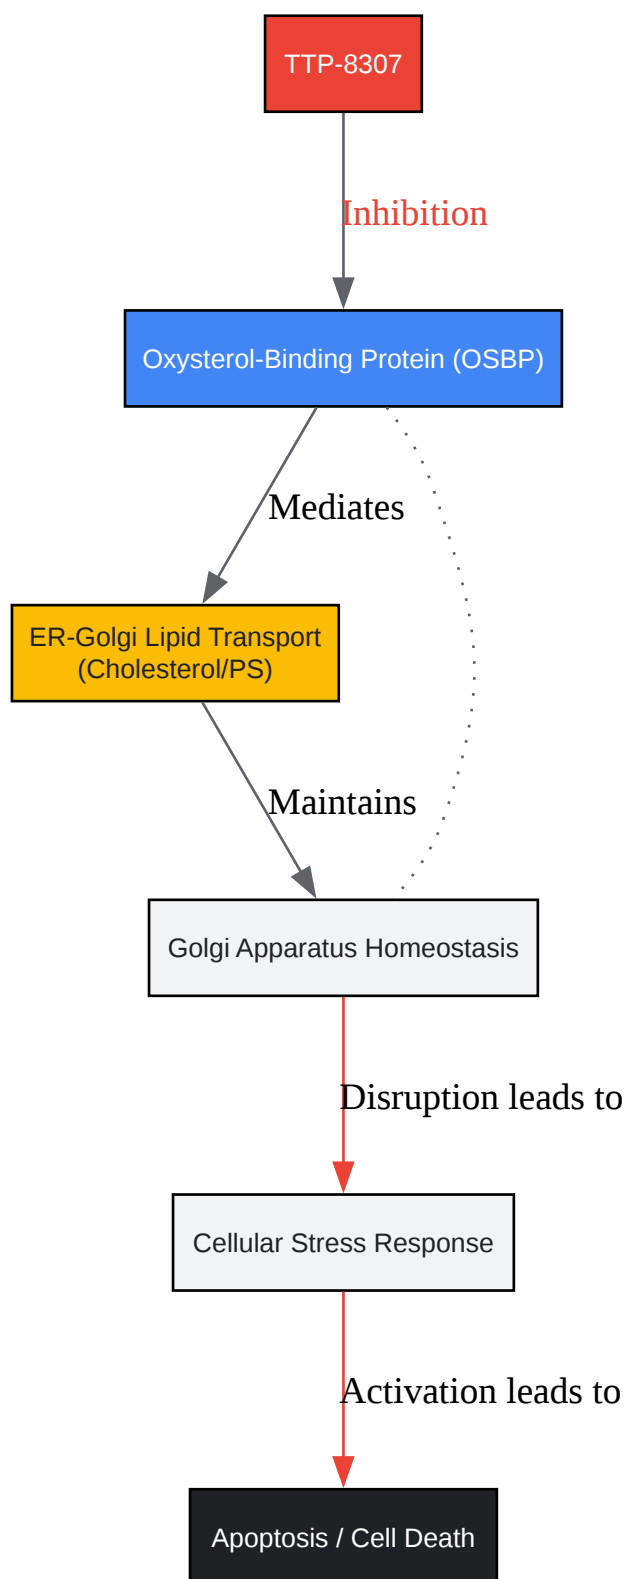 TTP-8307
Inhibition
Oxysterol-Binding Protein (OSBP)
Mediates
ER-Golgi Lipid Transport
(Cholesterol/PS)
Maintains
Golgi Apparatus Homeostasis
Disruption leads to
Cellular Stress Response
Activation leads to
Apoptosis / Cell Death